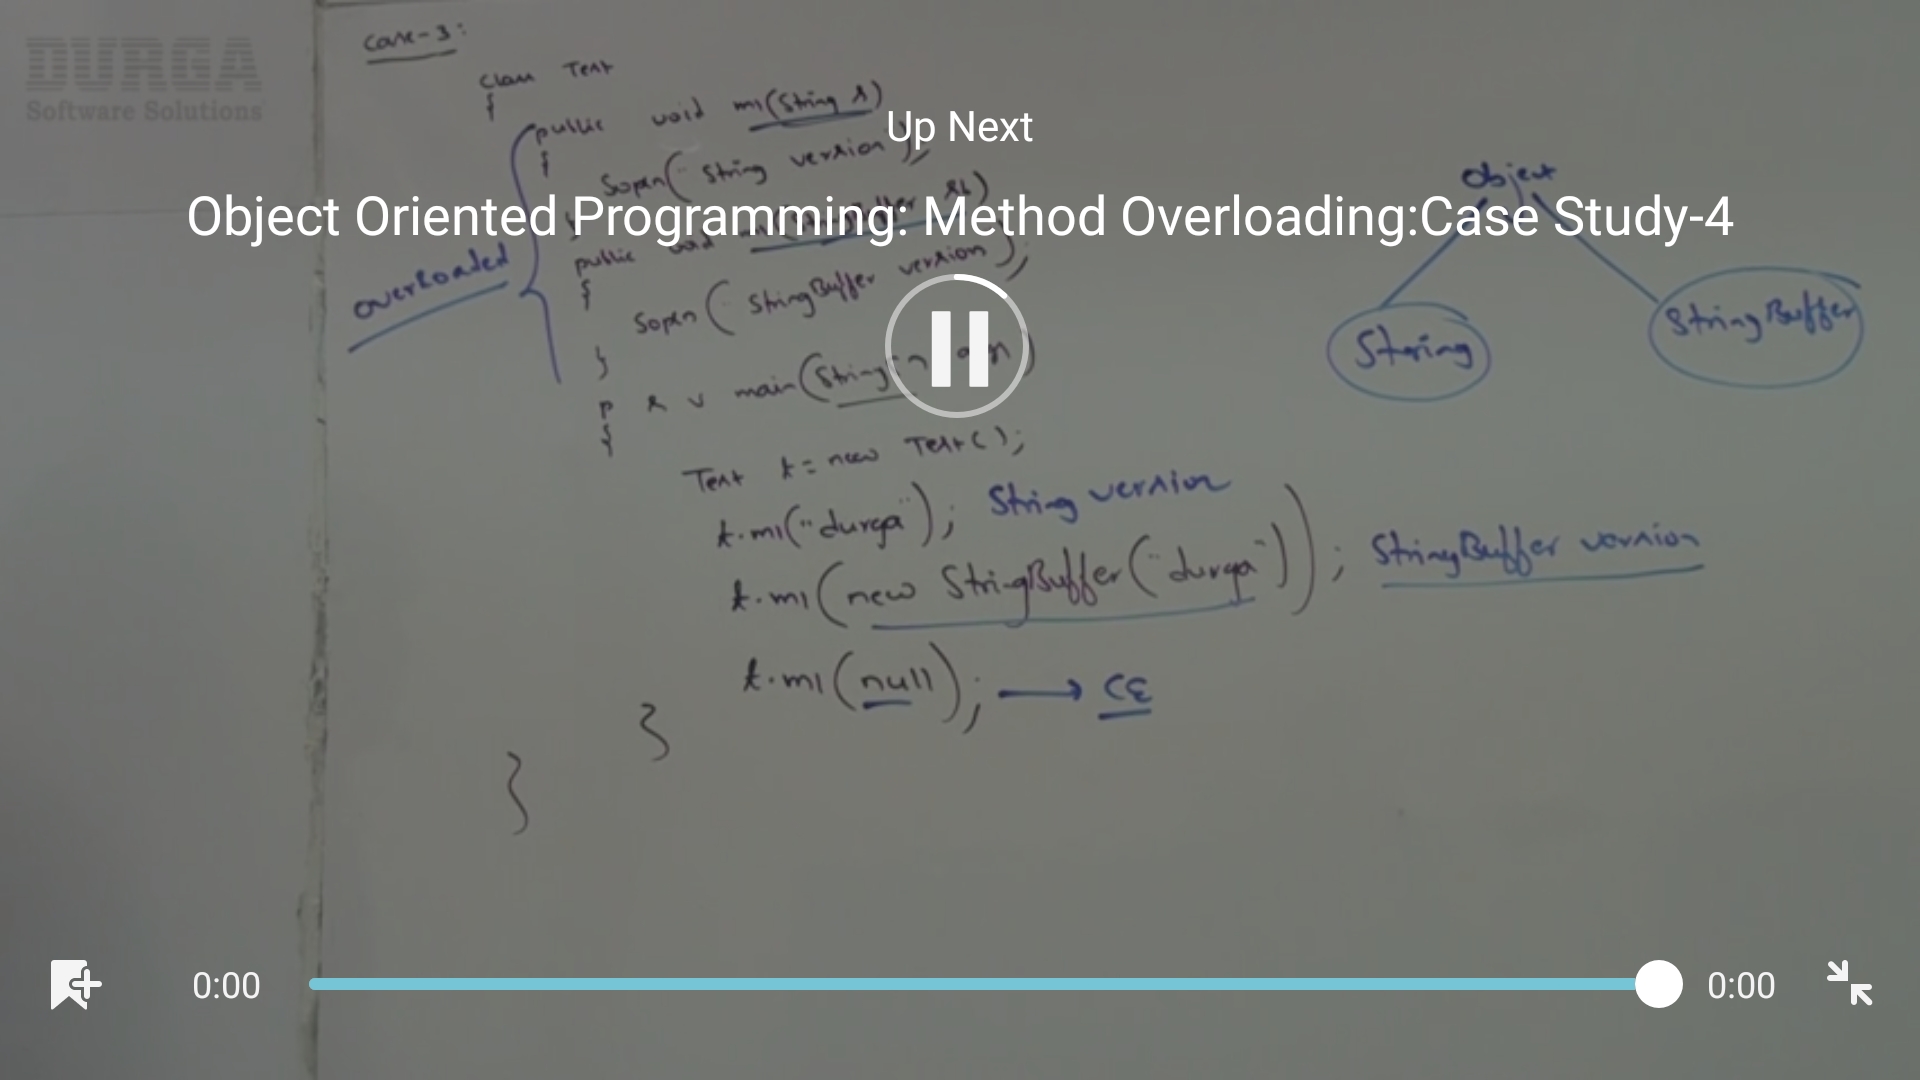 DURGA
Software Solutions
Case-3:
class Test
{
public void m1(String s)
{
Sopln("String version");
}
public void m1(StringBuffer sb)
{
Sopln("StringBuffer version");
}
overloaded
p s v main(String[] args)
{
Test t = new Test();
t.m1("durga"); String version
t.m1(new StringBuffer("durga")); StringBuffer version
t.m1(null); → CE
}
}
Object
String
StringBuffer
Up Next
Object Oriented Programming: Method Overloading:Case Study-4
0:00
0:00